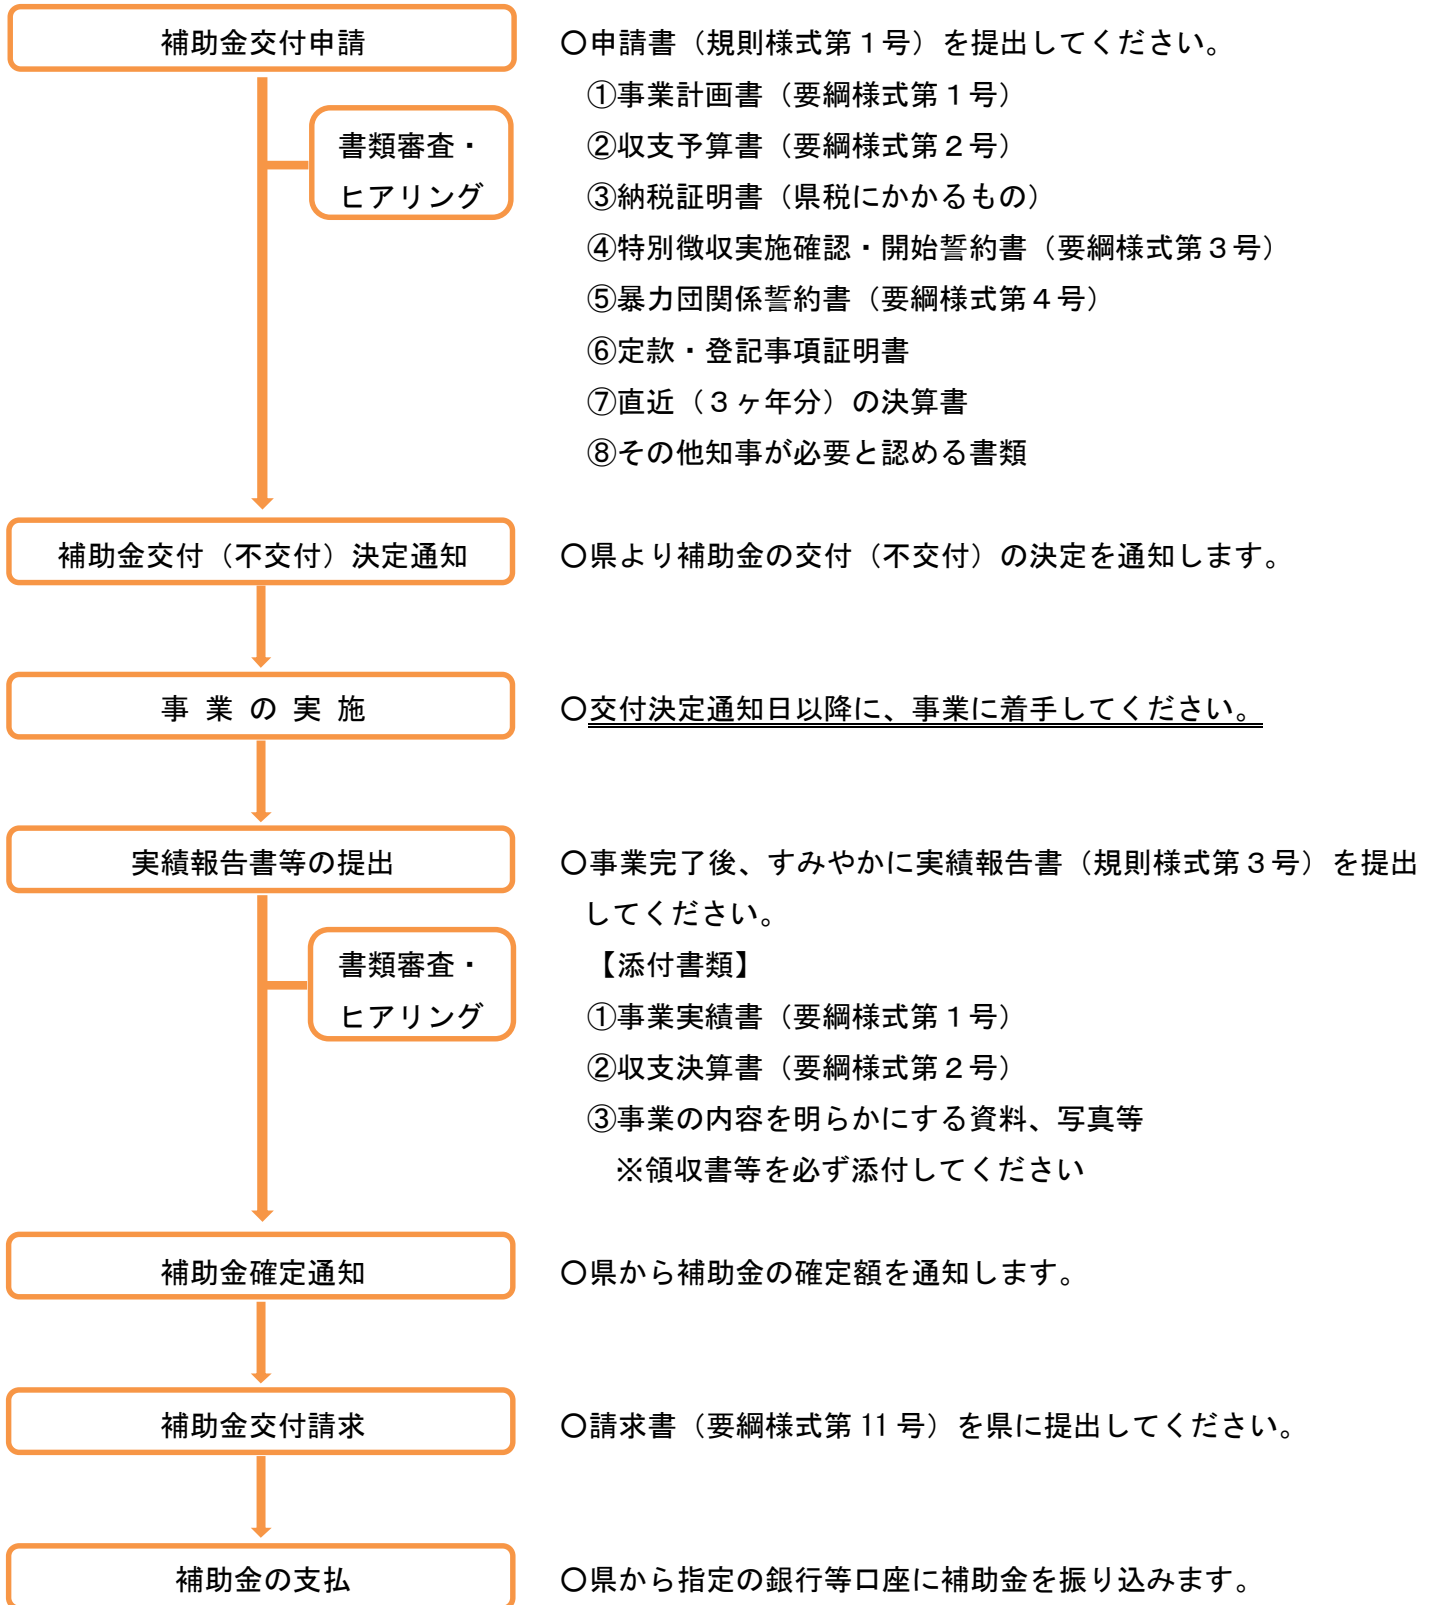 補助金交付申請
〇申請書（規則様式第１号）を提出してください。
①事業計画書（要綱様式第１号）
書類審査・
ヒアリング
②収支予算書（要綱様式第２号）
③納税証明書（県税にかかるもの）
④特別徴収実施確認・開始誓約書（要綱様式第３号）
⑤暴力団関係誓約書（要綱様式第４号）
⑥定款・登記事項証明書
⑦直近（３ヶ年分）の決算書
⑧その他知事が必要と認める書類
補助金交付（不交付）決定通知
〇県より補助金の交付（不交付）の決定を通知します。
事 業 の 実 施
〇交付決定通知日以降に、事業に着手してください。
実績報告書等の提出
〇事業完了後、すみやかに実績報告書（規則様式第３号）を提出
してください。
書類審査・
ヒアリング
【添付書類】
①事業実績書（要綱様式第１号）
②収支決算書（要綱様式第２号）
③事業の内容を明らかにする資料、写真等
※領収書等を必ず添付してください
補助金確定通知
〇県から補助金の確定額を通知します。
補助金交付請求
〇請求書（要綱様式第 11 号）を県に提出してください。
補助金の支払
〇県から指定の銀行等口座に補助金を振り込みます。